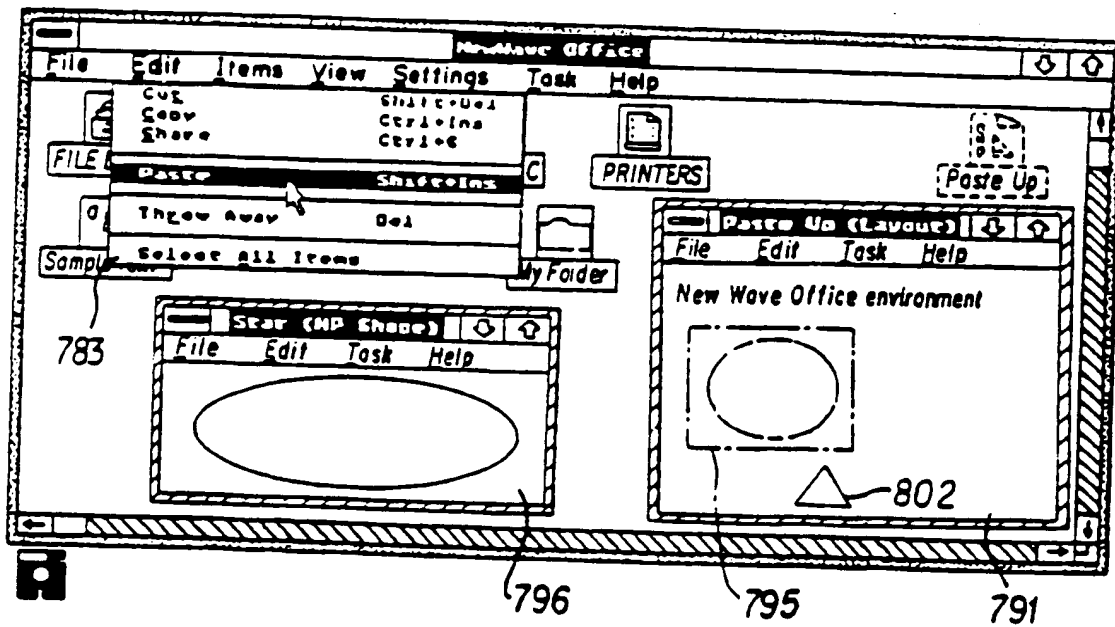 NewWave Office
File Edit Items View Settings Task Help
Cut Shift+Del
Copy Ctrl+Ins
Share Ctrl+C
FILE
C
PRINTERS
Paste Up
Paste Shift+Ins
Throw Away Del
Select All Items
My Folder
Paste Up (Layout)
File Edit Task Help
New Wave Office environment
783
Star (HP Shape)
File Edit Task Help
802
796
795
791